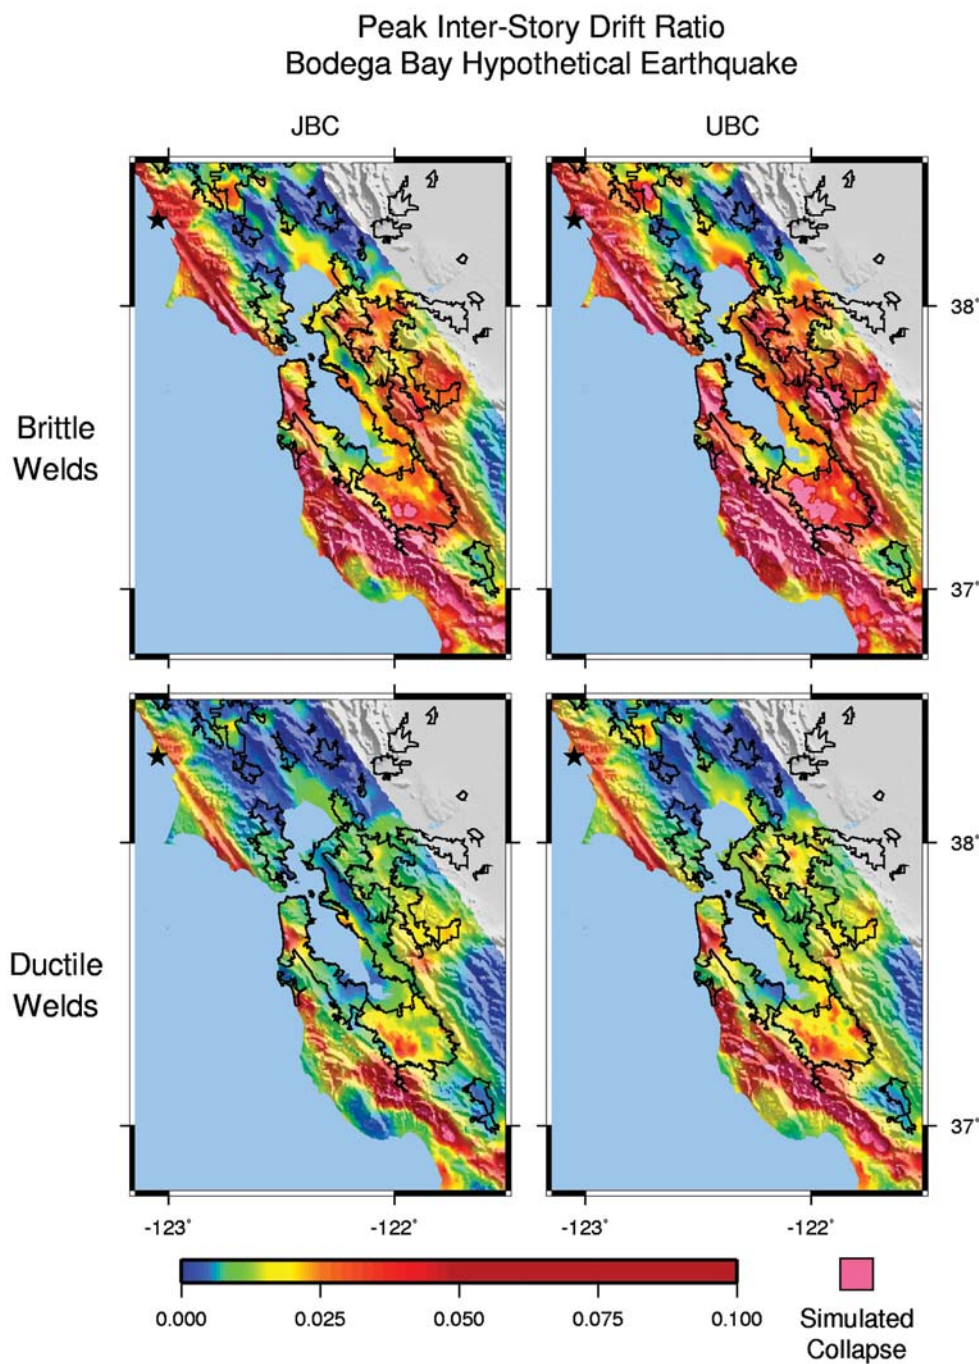 Peak Inter-Story Drift Ratio
Bodega Bay Hypothetical Earthquake
JBC
UBC
38˚
Brittle
Welds
37˚
38˚
Ductile
Welds
37˚
-123˚
-122˚
-123˚
-122˚
0.000
0.025
0.050
0.075
0.100
Simulated
Collapse